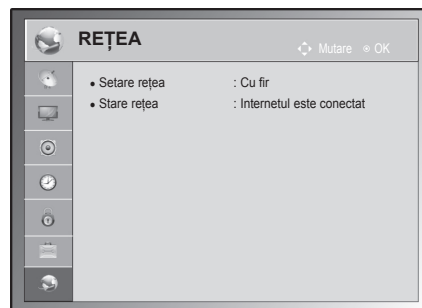 REȚEA
Mutare OK
• Setare rețea : Cu fir
• Stare rețea : Internetul este conectat